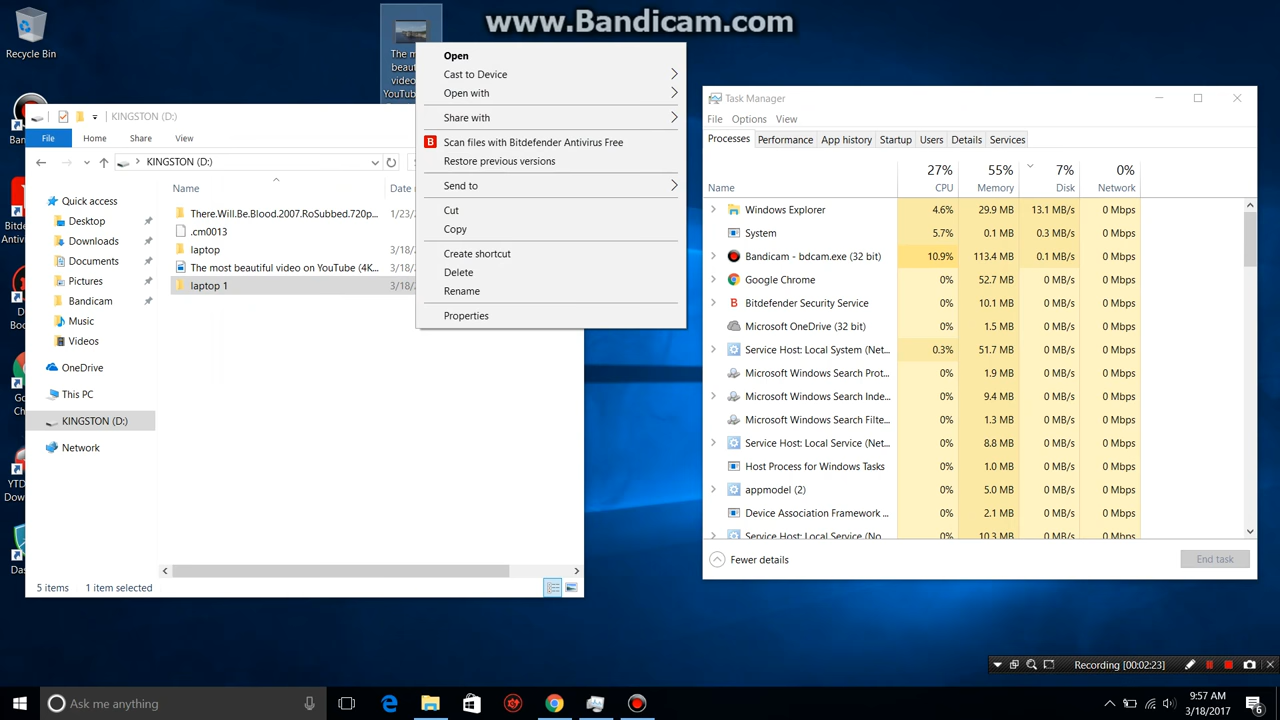 www.Bandicam.com
Recycle Bin
The most
beau
video
YouTub
Open
Cast to Device
Open with
Share with
B Scan files with Bitdefender Antivirus Free
Restore previous versions
Send to
Cut
Copy
Create shortcut
Delete
Rename
Properties
KINGSTON (D:)
File Home Share View
KINGSTON (D:)
Name Date
Quick access
Desktop
Downloads
Documents
Pictures
Bandicam
Music
Videos
OneDrive
This PC
KINGSTON (D:)
Network
There.Will.Be.Blood.2007.RoSubbed.720p... 1/23/
.cm0013 3/18/
laptop 3/18/
The most beautiful video on YouTube (4K... 3/18/
laptop 1 3/18/
5 items 1 item selected
Task Manager
File Options View
Processes Performance App history Startup Users Details Services
27% 55% 7% 0%
Name CPU Memory Disk Network
Windows Explorer 4.6% 29.9 MB 13.1 MB/s 0 Mbps
System 5.7% 0.1 MB 0.3 MB/s 0 Mbps
Bandicam - bdcam.exe (32 bit) 10.9% 113.4 MB 0.1 MB/s 0 Mbps
Google Chrome 0% 52.7 MB 0 MB/s 0 Mbps
B Bitdefender Security Service 0% 10.1 MB 0 MB/s 0 Mbps
Microsoft OneDrive (32 bit) 0% 1.5 MB 0 MB/s 0 Mbps
Service Host: Local System (Net... 0.3% 51.7 MB 0 MB/s 0 Mbps
Microsoft Windows Search Prot... 0% 1.9 MB 0 MB/s 0 Mbps
Microsoft Windows Search Inde... 0% 9.4 MB 0 MB/s 0 Mbps
Microsoft Windows Search Filte... 0% 1.3 MB 0 MB/s 0 Mbps
Service Host: Local Service (Net... 0% 8.8 MB 0 MB/s 0 Mbps
Host Process for Windows Tasks 0% 1.0 MB 0 MB/s 0 Mbps
appmodel (2) 0% 5.0 MB 0 MB/s 0 Mbps
Device Association Framework ... 0% 2.1 MB 0 MB/s 0 Mbps
Service Host: Local Service (No... 0% 10.3 MB 0 MB/s 0 Mbps
Fewer details End task
Recording [00:02:23]
Ask me anything
9:57 AM
3/18/2017
6